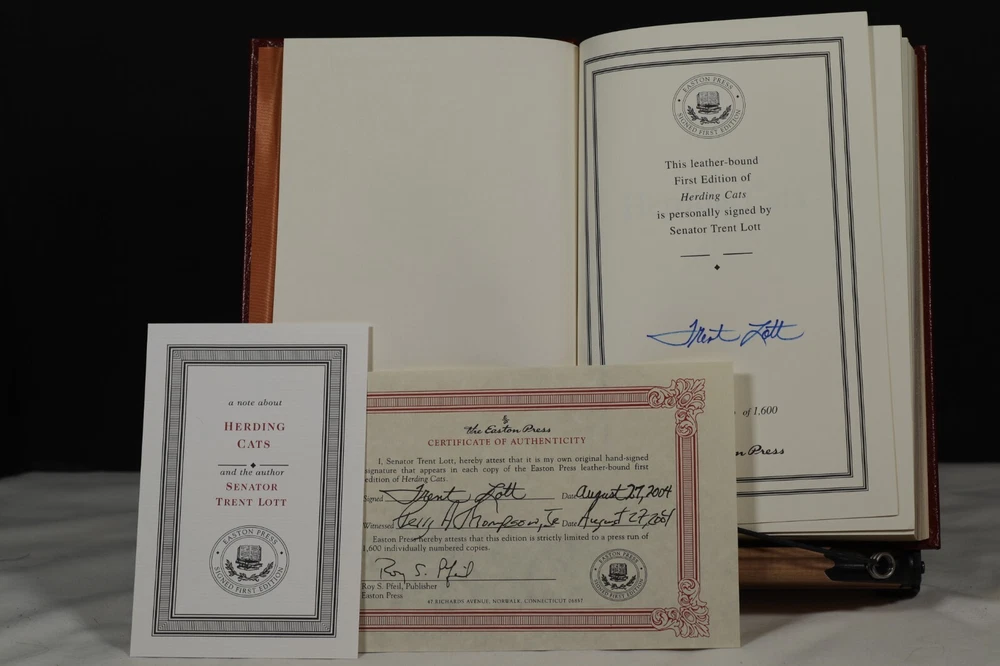 EASTON PRESS
SIGNED FIRST EDITION
This leather-bound
First Edition of
Herding Cats
is personally signed by
Senator Trent Lott
Trent Lott
of 1,600
Press
a note about
HERDING
CATS
and the author
SENATOR
TRENT LOTT
EASTON PRESS
SIGNED FIRST EDITION
The Easton Press
CERTIFICATE OF AUTHENTICITY
I, Senator Trent Lott, hereby attest that it is my own original hand-signed
signature that appears in each copy of the Easton Press leather-bound first
edition of Herding Cats.
Signed Trent Lott Date August 27, 2004
Witnessed Thompson, Jr Date August 27, 2004
Easton Press hereby attests that this edition is strictly limited to a press run of
1,600 individually numbered copies.
Roy S. Pfeil
Roy S. Pfeil, Publisher
Easton Press
47 RICHARDS AVENUE, NORWALK, CONNECTICUT 06857
EASTON PRESS
SIGNED FIRST EDITION